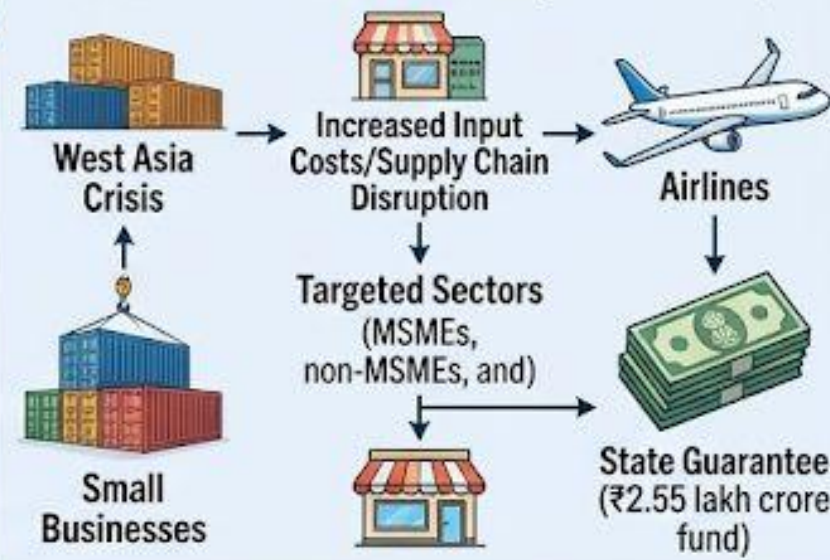 West Asia
Crisis
Increased Input
Costs/Supply Chain
Disruption
Airlines
Targeted Sectors
(MSMEs,
non-MSMEs, and)
Small
Businesses
State Guarantee
(₹2.55 lakh crore
fund)